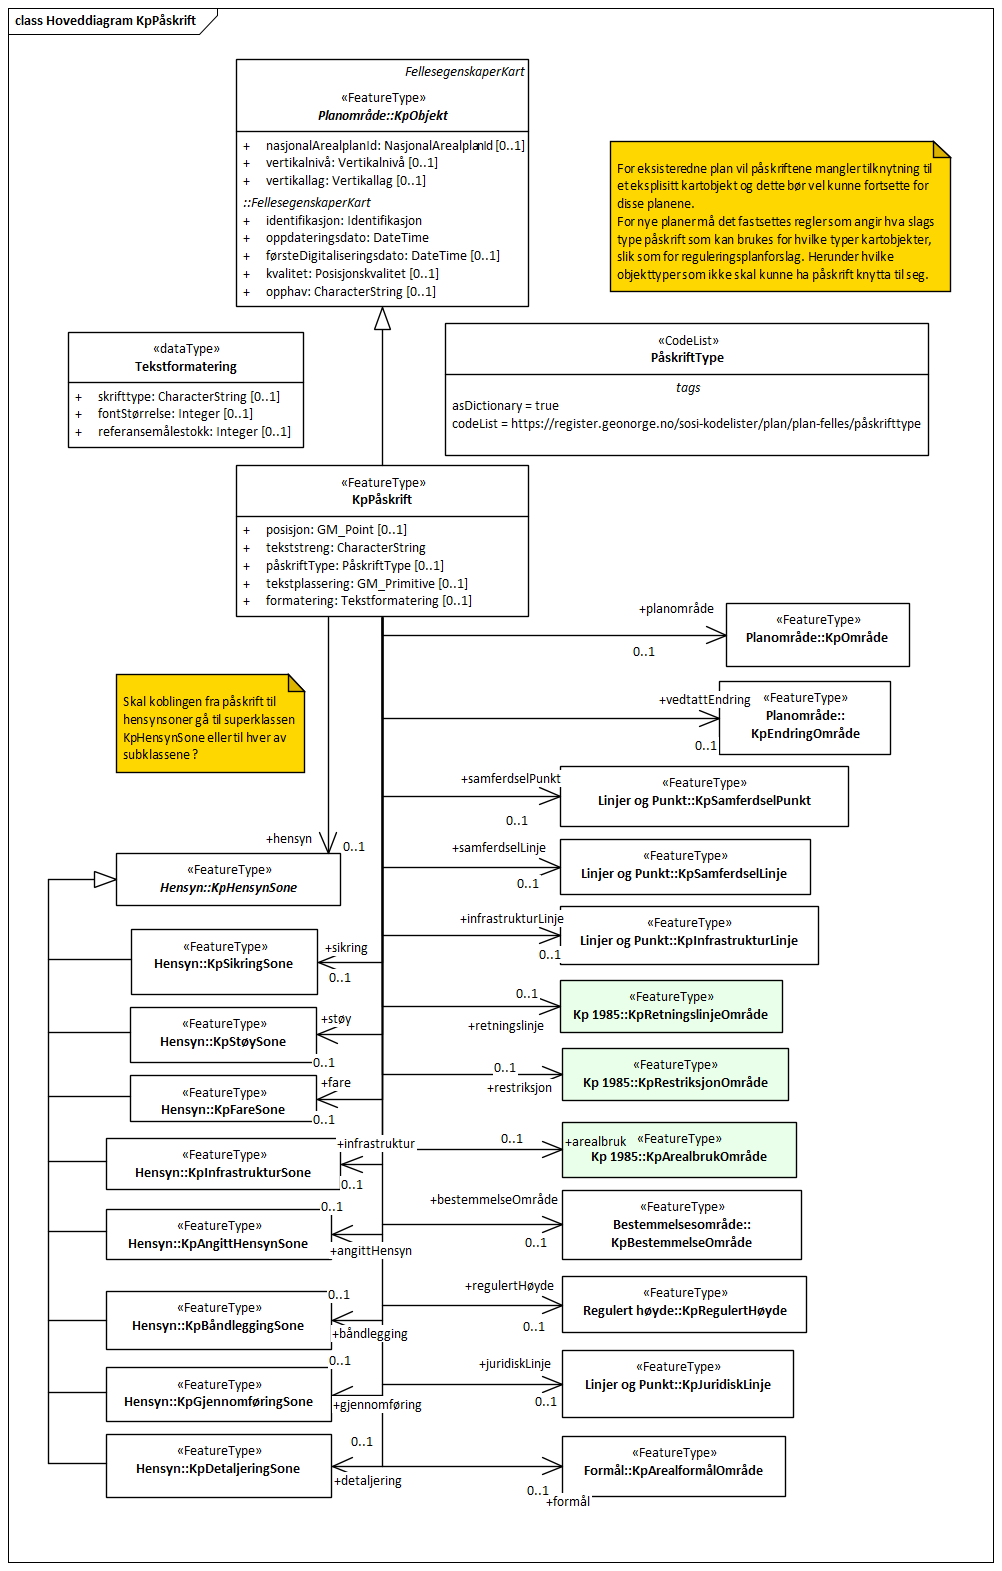 class Hoveddiagram KpPåskrift
FellesegenskaperKart
«FeatureType»
Planområde::KpObjekt
+ nasjonalArealplanId: NasjonalArealplanId [0..1]
+ vertikalnivå: Vertikalnivå [0..1]
+ vertikallag: Vertikallag [0..1]
::FellesegenskaperKart
+ identifikasjon: Identifikasjon
+ oppdateringsdato: DateTime
+ førsteDigitaliseringsdato: DateTime [0..1]
+ kvalitet: Posisjonskvalitet [0..1]
+ opphav: CharacterString [0..1]
For eksisteredne plan vil påskriftene mangler tilknytning til
et eksplisitt kartobjekt og dette bør vel kunne fortsette for
disse planene.
For nye planer må det fastsettes regler som angir hva slags
type påskrift som kan brukes for hvilke typer kartobjekter,
slik som for reguleringsplanforslag. Herunder hvilke
objekttyper som ikke skal kunne ha påskrift knytta til seg.
«dataType»
Tekstformatering
+ skrifttype: CharacterString [0..1]
+ fontStørrelse: Integer [0..1]
+ referansemålestokk: Integer [0..1]
«CodeList»
PåskriftType
tags
asDictionary = true
codeList = https://register.geonorge.no/sosi-kodelister/plan/plan-felles/påskrifttype
«FeatureType»
KpPåskrift
+ posisjon: GM_Point [0..1]
+ tekststreng: CharacterString
+ påskriftType: PåskriftType [0..1]
+ tekstplassering: GM_Primitive [0..1]
+ formatering: Tekstformatering [0..1]
+planområde
0..1
«FeatureType»
Planområde::KpOmråde
Skal koblingen fra påskrift til
hensynsoner gå til superklassen
KpHensynSone eller til hver av
subklassene ?
+vedtattEndring
0..1
«FeatureType»
Planområde::
KpEndringOmråde
+samferdselPunkt
0..1
«FeatureType»
Linjer og Punkt::KpSamferdselPunkt
+hensyn
0..1
«FeatureType»
Hensyn::KpHensynSone
+samferdselLinje
0..1
«FeatureType»
Linjer og Punkt::KpSamferdselLinje
+infrastrukturLinje
0..1
«FeatureType»
Linjer og Punkt::KpInfrastrukturLinje
«FeatureType»
Hensyn::KpSikringSone
+sikring
0..1
0..1
+retningslinje
«FeatureType»
Kp 1985::KpRetningslinjeOmråde
«FeatureType»
Hensyn::KpStøySone
+støy
0..1
0..1
+restriksjon
«FeatureType»
Kp 1985::KpRestriksjonOmråde
«FeatureType»
Hensyn::KpFareSone
+fare
0..1
0..1
+arealbruk
«FeatureType»
Kp 1985::KpArealbrukOmråde
«FeatureType»
Hensyn::KpInfrastrukturSone
+infrastruktur
0..1
+bestemmelseOmråde
0..1
«FeatureType»
Bestemmelsesområde::
KpBestemmelseOmråde
«FeatureType»
Hensyn::KpAngittHensynSone
0..1
+angittHensyn
+regulertHøyde
0..1
«FeatureType»
Regulert høyde::KpRegulertHøyde
«FeatureType»
Hensyn::KpBåndleggingSone
0..1
+båndlegging
+juridiskLinje
0..1
«FeatureType»
Linjer og Punkt::KpJuridiskLinje
«FeatureType»
Hensyn::KpGjennomføringSone
0..1
+gjennomføring
«FeatureType»
Hensyn::KpDetaljeringSone
0..1
+detaljering
0..1
+formål
«FeatureType»
Formål::KpArealformålOmråde